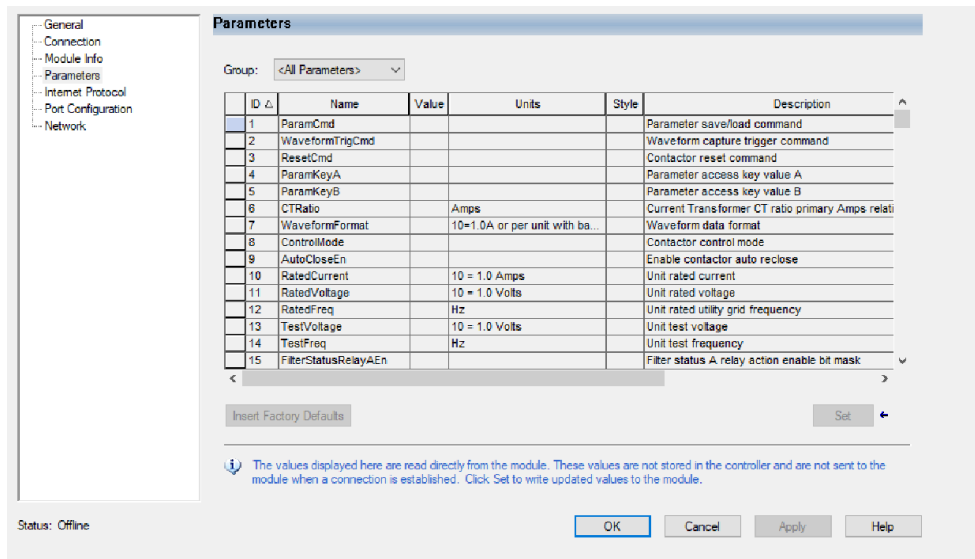 General
Connection
Module Info
Parameters
Internet Protocol
Port Configuration
Network
Parameters
Group: <All Parameters>
ID Name Value Units Style Description
1 ParamCmd Parameter save/load command
2 WaveformTrigCmd Waveform capture trigger command
3 ResetCmd Contactor reset command
4 ParamKeyA Parameter access key value A
5 ParamKeyB Parameter access key value B
6 CTRatio Amps Current Transformer CT ratio primary Amps relati
7 WaveformFormat 10=1.0A or per unit with ba... Waveform data format
8 ControlMode Contactor control mode
9 AutoCloseEn Enable contactor auto reclose
10 RatedCurrent 10 = 1.0 Amps Unit rated current
11 RatedVoltage 10 = 1.0 Volts Unit rated voltage
12 RatedFreq Hz Unit rated utility grid frequency
13 TestVoltage 10 = 1.0 Volts Unit test voltage
14 TestFreq Hz Unit test frequency
15 FilterStatusRelayAEn Filter status A relay action enable bit mask
Insert Factory Defaults Set
The values displayed here are read directly from the module. These values are not stored in the controller and are not sent to the
module when a connection is established. Click Set to write updated values to the module.
Status: Offline OK Cancel Apply Help